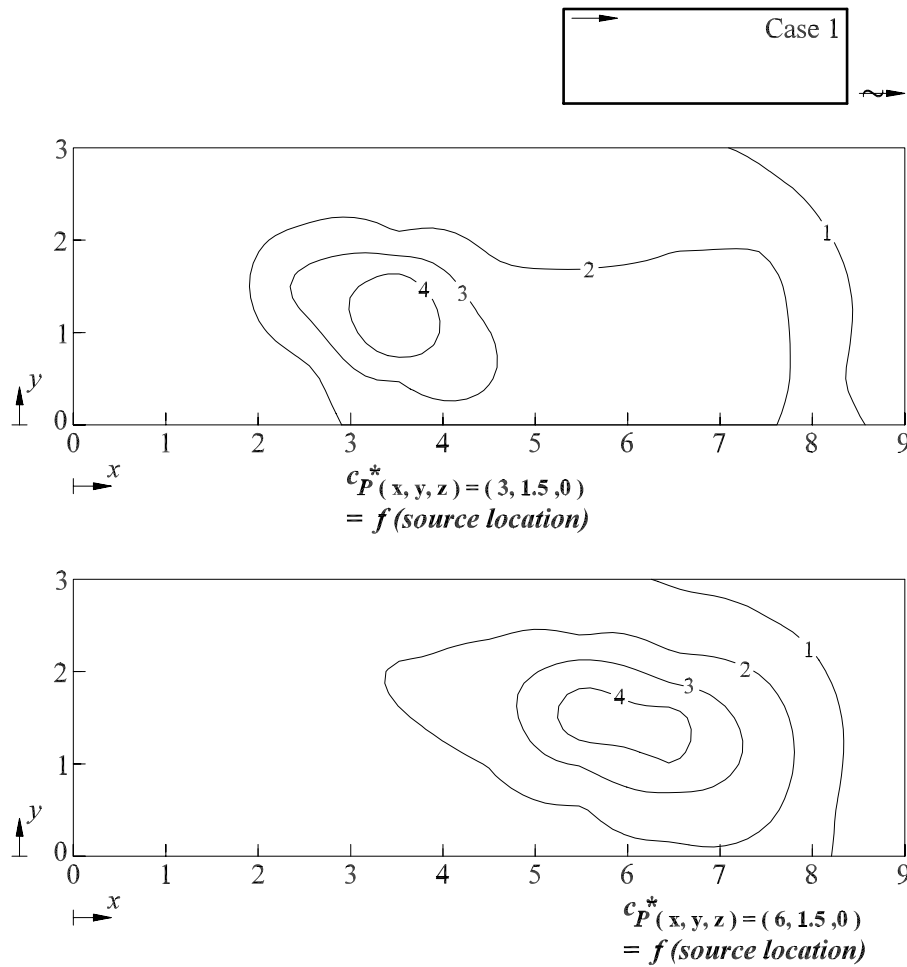 Case 1
3
2
1
0
y
1
2
3
4
0 1 2 3 4 5 6 7 8 9
x
c_P^* ( x, y, z ) = ( 3, 1.5 ,0 )
= f (source location)
3
2
1
0
y
1
2
3
4
0 1 2 3 4 5 6 7 8 9
x
c_P^* ( x, y, z ) = ( 6, 1.5 ,0 )
= f (source location)